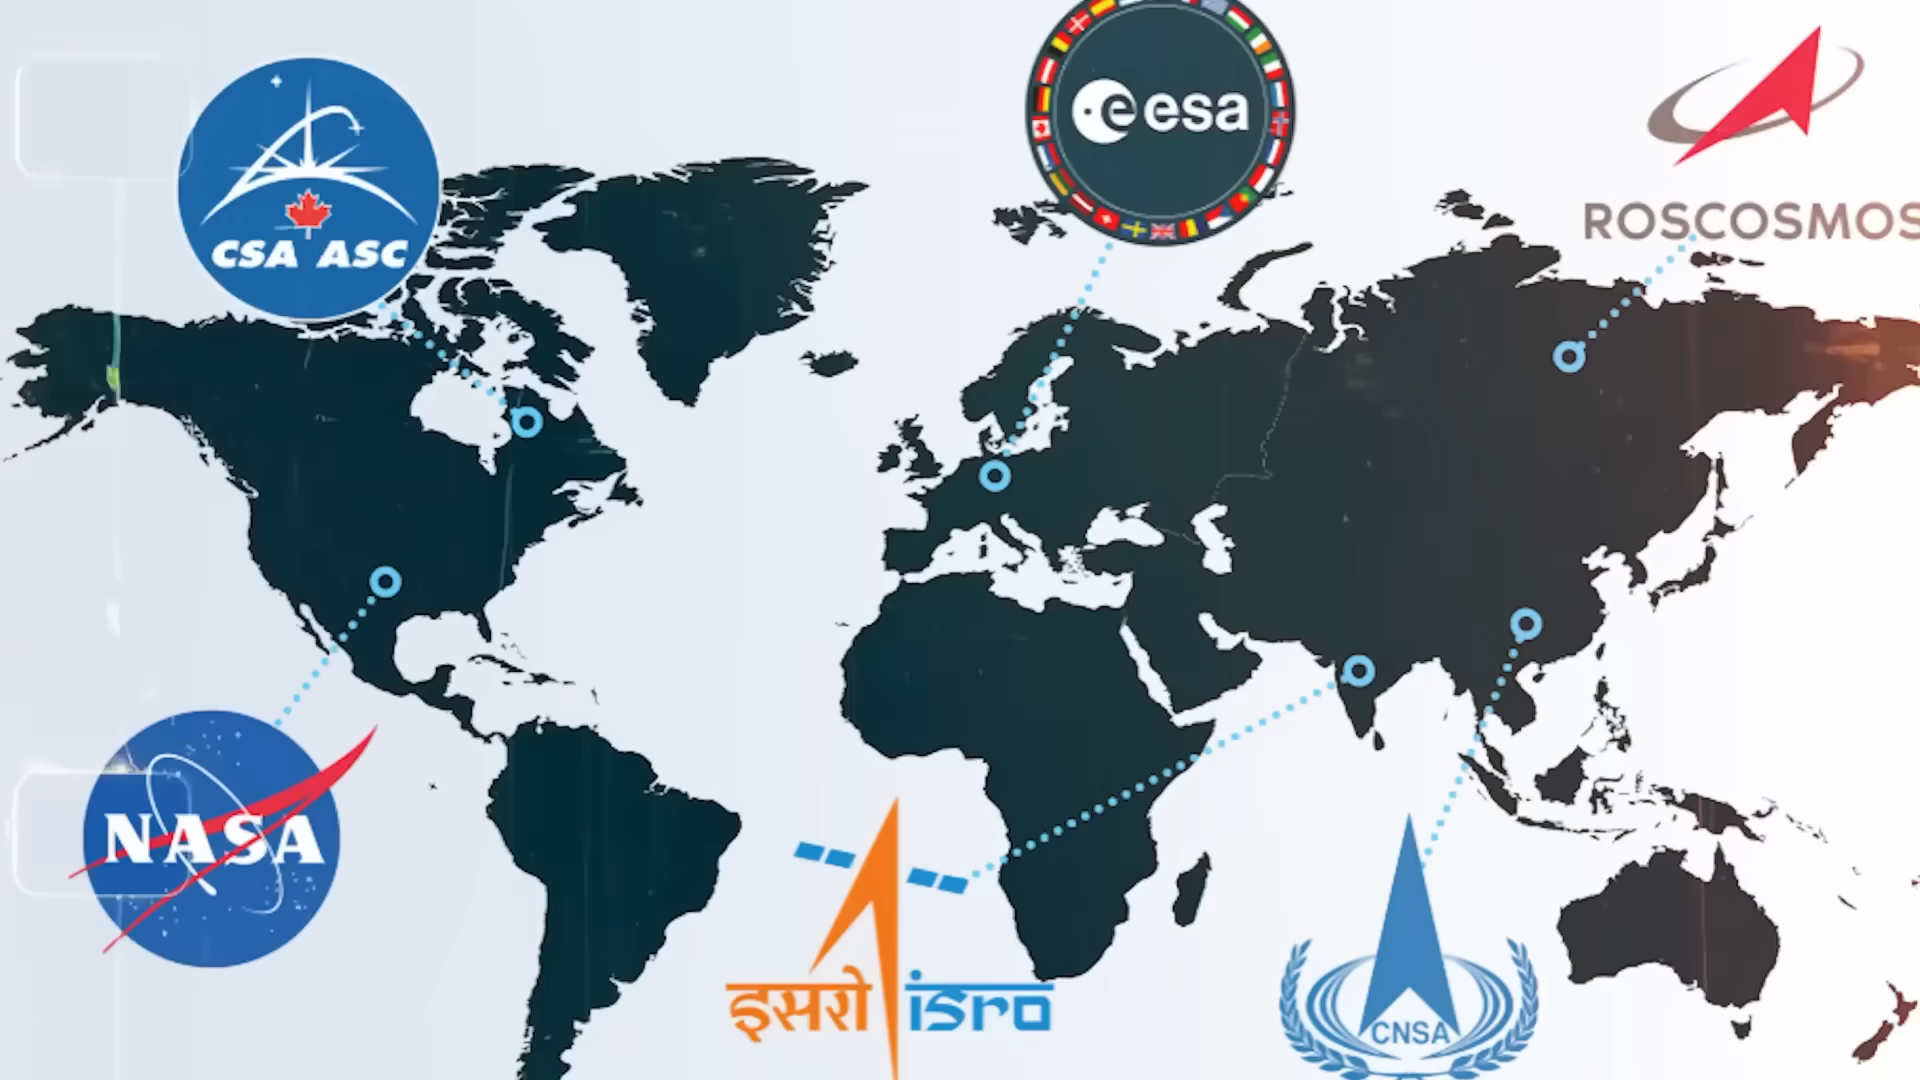 esa
CSA ASC
ROSCOSMOS
NASA
इसरो isro
CNSA